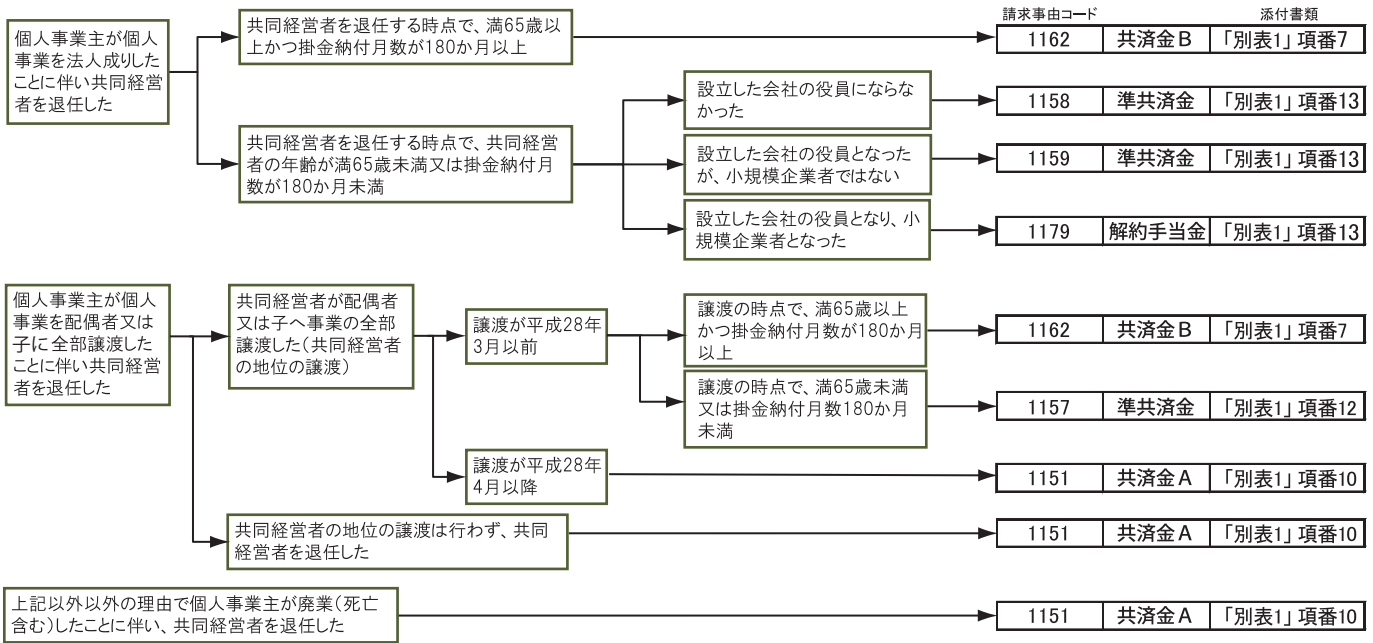 請求事由コード
添付書類
個人事業主が個人
事業を法人成りした
ことに伴い共同経営
者を退任した
共同経営者を退任する時点で、満65歳以
上かつ掛金納付月数が180か月以上
1162 共済金B 「別表1」項番7
共同経営者を退任する時点で、共同経営
者の年齢が満65歳未満又は掛金納付月
数が180か月未満
設立した会社の役員にならな
かった
1158 準共済金 「別表1」項番13
設立した会社の役員となった
が、小規模企業者ではない
1159 準共済金 「別表1」項番13
設立した会社の役員となり、小
規模企業者となった
1179 解約手当金 「別表1」項番13
個人事業主が個人
事業を配偶者又は
子に全部譲渡した
ことに伴い共同経営
者を退任した
共同経営者が配偶者
又は子へ事業の全部
譲渡した(共同経営者
の地位の譲渡)
譲渡が平成28年
3月以前
譲渡の時点で、満65歳以上
かつ掛金納付月数が180か月
以上
1162 共済金B 「別表1」項番7
譲渡の時点で、満65歳未満
又は掛金納付月数180か月
未満
1157 準共済金 「別表1」項番12
譲渡が平成28年
4月以降
1151 共済金A 「別表1」項番10
共同経営者の地位の譲渡は行わず、共同
経営者を退任した
1151 共済金A 「別表1」項番10
上記以外以外の理由で個人事業主が廃業(死亡
含む)したことに伴い、共同経営者を退任した
1151 共済金A 「別表1」項番10